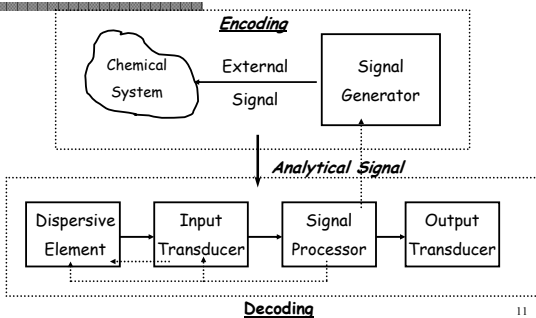 Encoding
Chemical
System
External
Signal
Signal
Generator
Analytical Signal
Dispersive
Element
Input
Transducer
Signal
Processor
Output
Transducer
Decoding
11